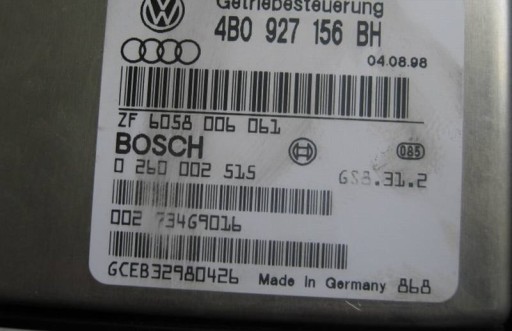 Getriebesteuerung
4B0 927 156 BH
04.08.98
ZF 6058 006 061
BOSCH
085
0 260 002 515
GS8.31.2
002 734G9016
GCEB32980426 Made in Germany 868